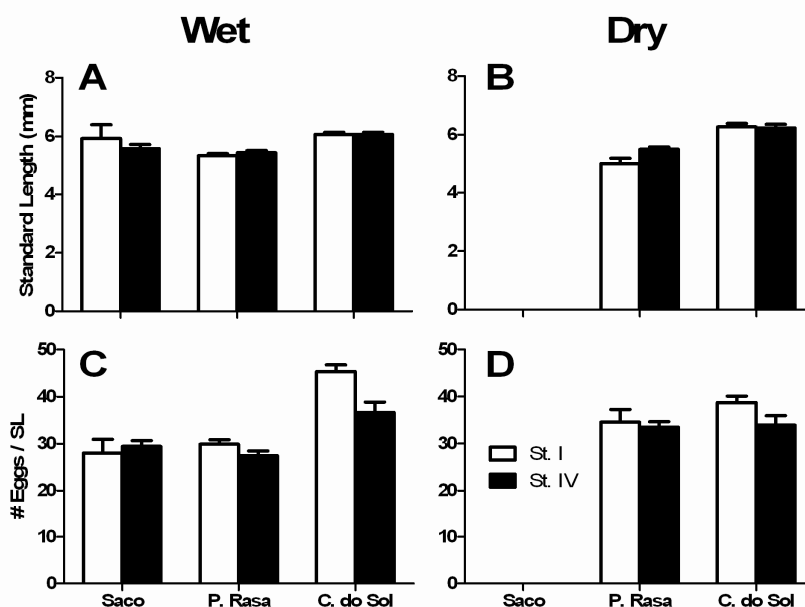 Wet Dry
A B
Standard Length (mm)
8
6
4
2
0
8
6
4
2
0
C D
# Eggs / SL
50
40
30
20
10
0
50
40
30
20
10
0
St. I
St. IV
Saco P. Rasa C. do Sol Saco P. Rasa C. do Sol